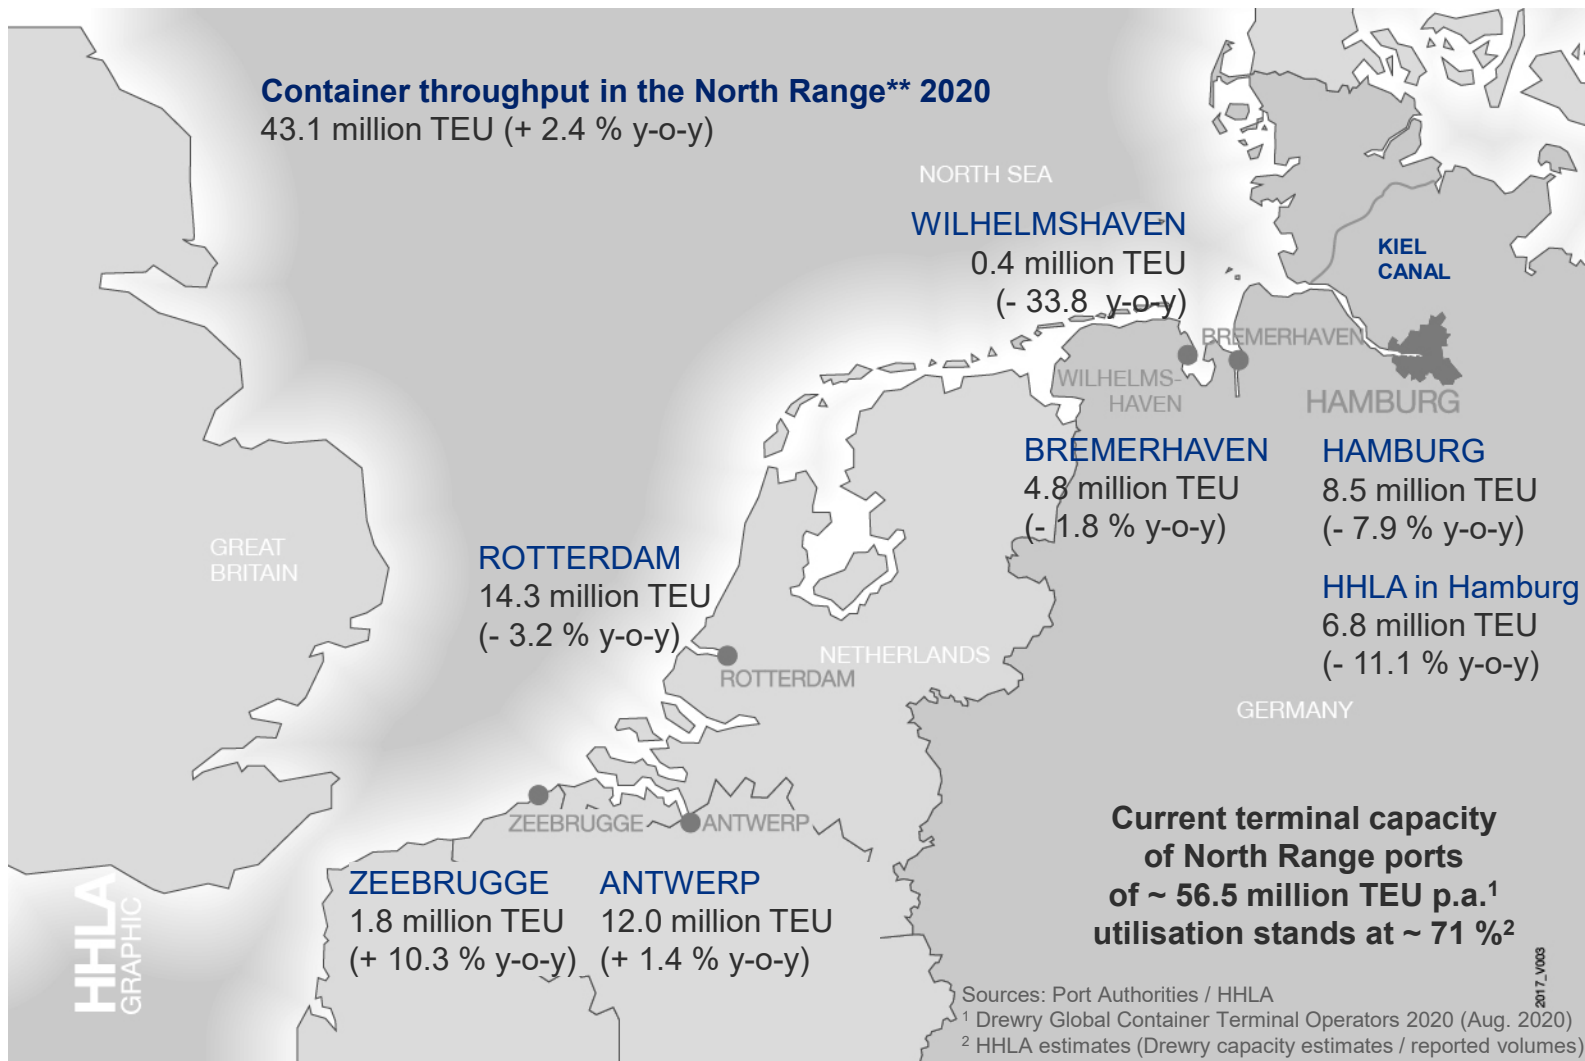 Container throughput in the North Range** 2020
43.1 million TEU (+ 2.4 % y-o-y)
NORTH SEA
WILHELMSHAVEN
0.4 million TEU
(- 33.8  y-o-y)
KIEL
CANAL
BREMERHAVEN
WILHELMS-
HAVEN
HAMBURG
BREMERHAVEN
4.8 million TEU
(- 1.8 % y-o-y)
HAMBURG
8.5 million TEU
(- 7.9 % y-o-y)
GREAT
BRITAIN
ROTTERDAM
14.3 million TEU
(- 3.2 % y-o-y)
HHLA in Hamburg
6.8 million TEU
(- 11.1 % y-o-y)
NETHERLANDS
ROTTERDAM
GERMANY
ZEEBRUGGE
ANTWERP
Current terminal capacity
of North Range ports
of ~ 56.5 million TEU p.a.¹
utilisation stands at ~ 71 %²
ZEEBRUGGE
1.8 million TEU
(+ 10.3 % y-o-y)
ANTWERP
12.0 million TEU
(+ 1.4 % y-o-y)
HHLA
GRAPHIC
2017_V003
Sources: Port Authorities / HHLA
¹ Drewry Global Container Terminal Operators 2020 (Aug. 2020)
² HHLA estimates (Drewry capacity estimates / reported volumes)